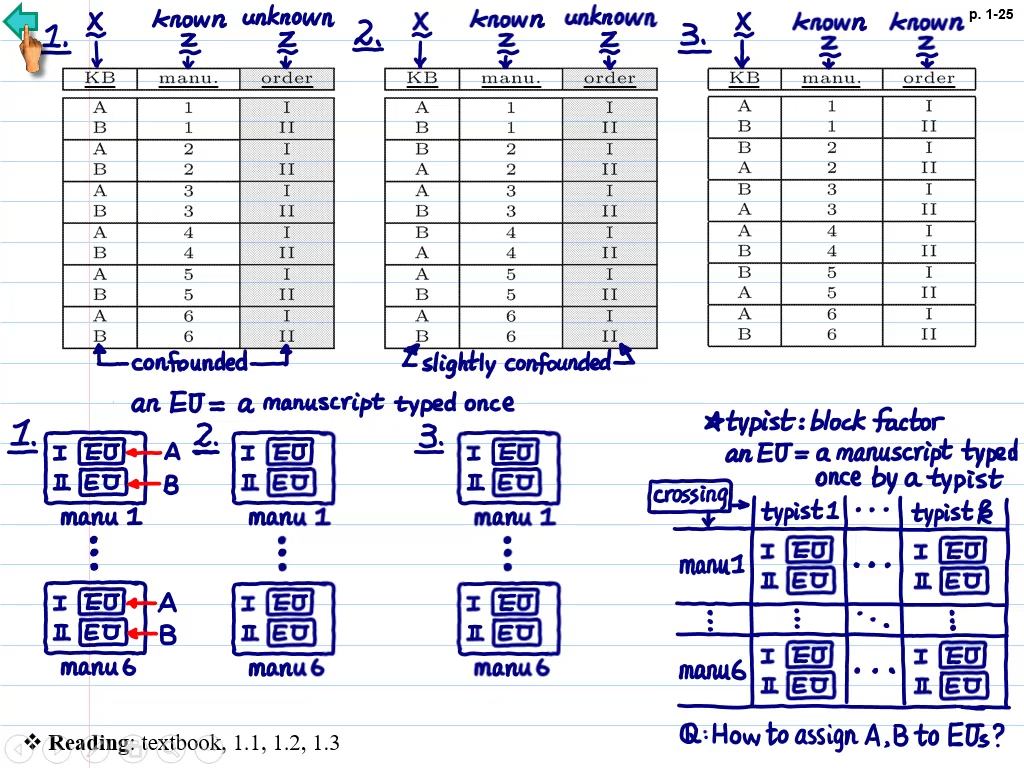 p. 1-25
1. X known unknown
Z Z
KB manu. order
A 1 I
B 1 II
A 2 I
B 2 II
A 3 I
B 3 II
A 4 I
B 4 II
A 5 I
B 5 II
A 6 I
B 6 II
confounded
2. X known unknown
Z Z
KB manu. order
A 1 I
B 1 II
B 2 I
A 2 II
A 3 I
B 3 II
B 4 I
A 4 II
A 5 I
B 5 II
A 6 I
B 6 II
slightly confounded
3. X known known
Z Z
KB manu. order
A 1 I
B 1 II
B 2 I
A 2 II
B 3 I
A 3 II
A 4 I
B 4 II
B 5 I
A 5 II
A 6 I
B 6 II
an EU = a manuscript typed once
1.
I EU A
II EU B
manu 1
⋮
I EU A
II EU B
manu 6
2.
I EU
II EU
manu 1
⋮
I EU
II EU
manu 6
3.
I EU
II EU
manu 1
⋮
I EU
II EU
manu 6
*typist: block factor
an EU = a manuscript typed
once by a typist
crossing
typist 1 ... typist k
manu 1 I EU ... I EU
II EU II EU
⋮ ⋮ ⋱ ⋮
manu 6 I EU ... I EU
II EU II EU
Q: How to assign A, B to EUs?
❖ Reading: textbook, 1.1, 1.2, 1.3